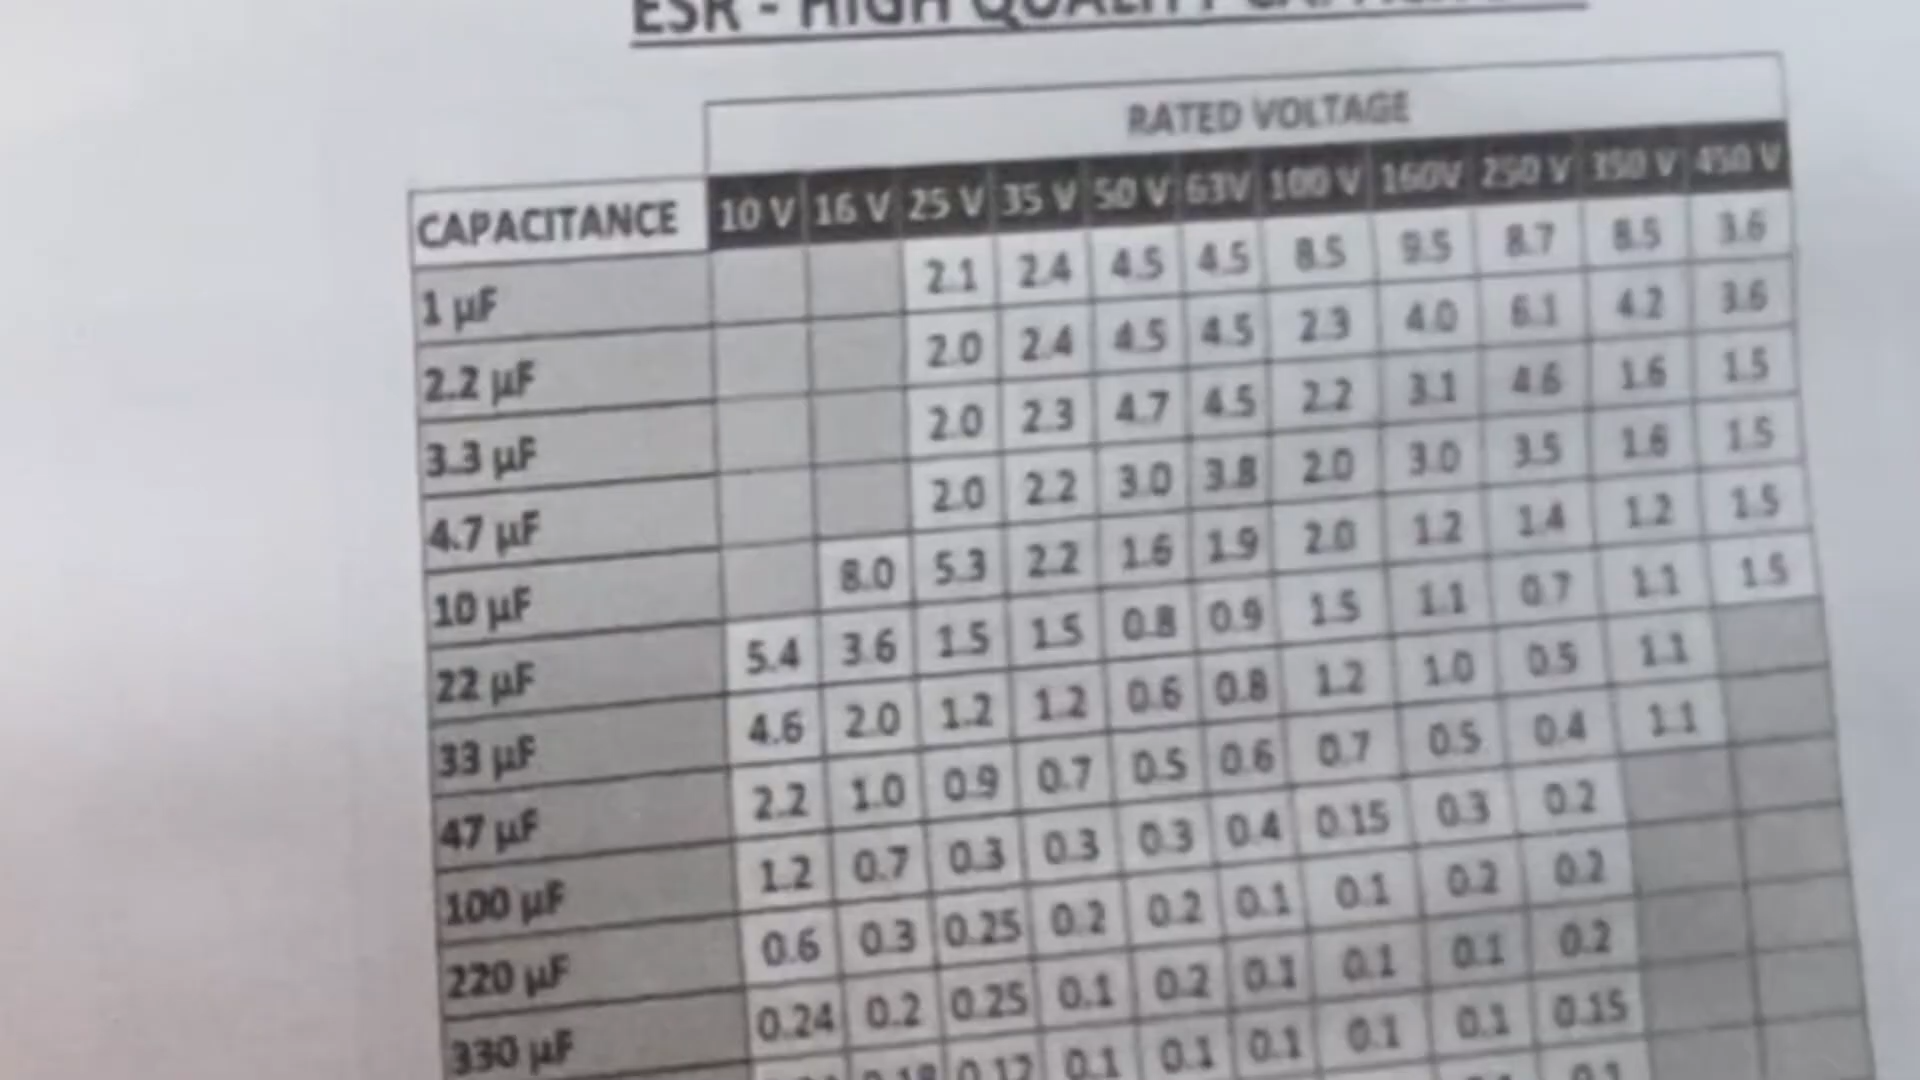 ESR - HIGH QUALITY
RATED VOLTAGE
CAPACITANCE 10 V 16 V 25 V 35 V 50 V 63V 100 V 160V 250 V 350 V 450 V
1 µF 2.1 2.4 4.5 4.5 8.5 9.5 8.7 8.5 3.6
2.2 µF 2.0 2.4 4.5 4.5 2.3 4.0 6.1 4.2 3.6
3.3 µF 2.0 2.3 4.7 4.5 2.2 3.1 4.6 1.6 1.5
4.7 µF 2.0 2.2 3.0 3.8 2.0 3.0 3.5 1.6 1.5
10 µF 8.0 5.3 2.2 1.6 1.9 2.0 1.2 1.4 1.2 1.5
22 µF 5.4 3.6 1.5 1.5 0.8 0.9 1.5 1.1 0.7 1.1 1.5
33 µF 4.6 2.0 1.2 1.2 0.6 0.8 1.2 1.0 0.5 1.1
47 µF 2.2 1.0 0.9 0.7 0.5 0.6 0.7 0.5 0.4 1.1
100 µF 1.2 0.7 0.3 0.3 0.3 0.4 0.15 0.3 0.2
220 µF 0.6 0.3 0.25 0.2 0.2 0.1 0.1 0.2 0.2
330 µF 0.24 0.2 0.25 0.1 0.2 0.1 0.1 0.1 0.2
0.18 0.12 0.1 0.1 0.1 0.1 0.1 0.15
0.1